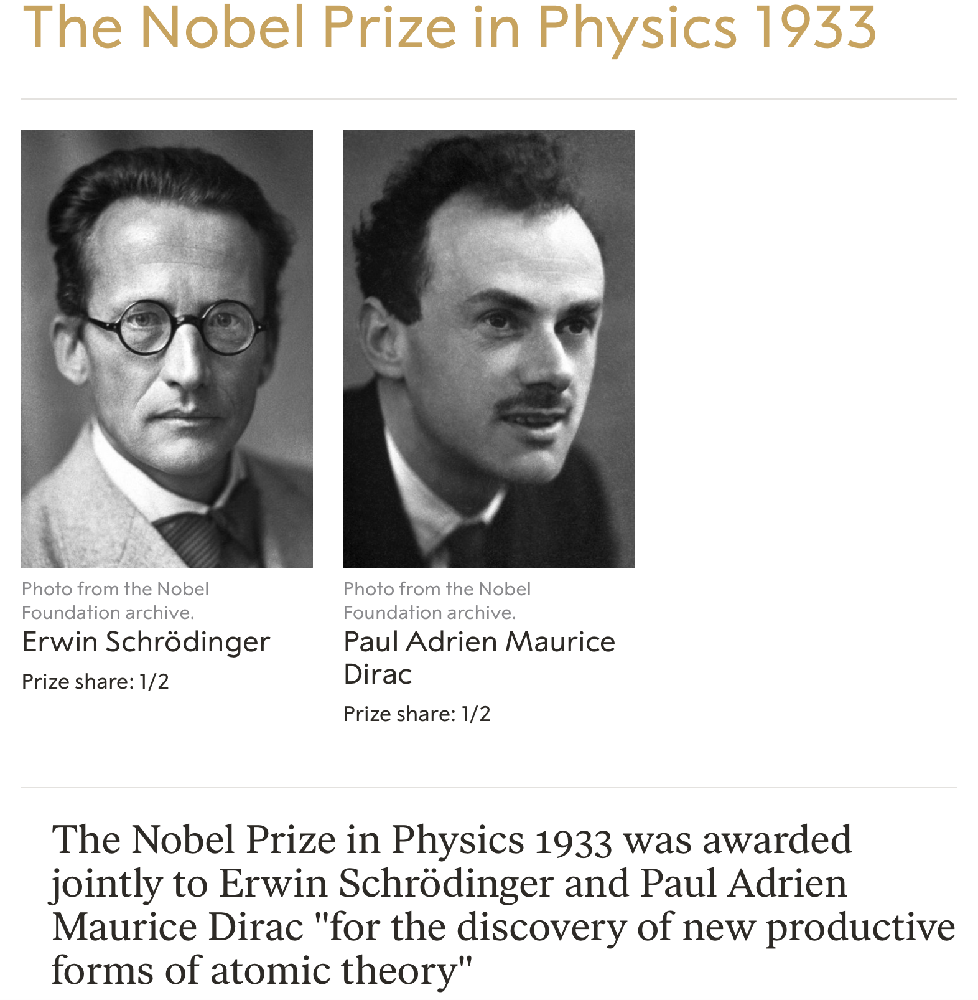 The Nobel Prize in Physics 1933
Photo from the Nobel
Foundation archive.
Erwin Schrödinger
Prize share: 1/2
Photo from the Nobel
Foundation archive.
Paul Adrien Maurice
Dirac
Prize share: 1/2
The Nobel Prize in Physics 1933 was awarded
jointly to Erwin Schrödinger and Paul Adrien
Maurice Dirac "for the discovery of new productive
forms of atomic theory"